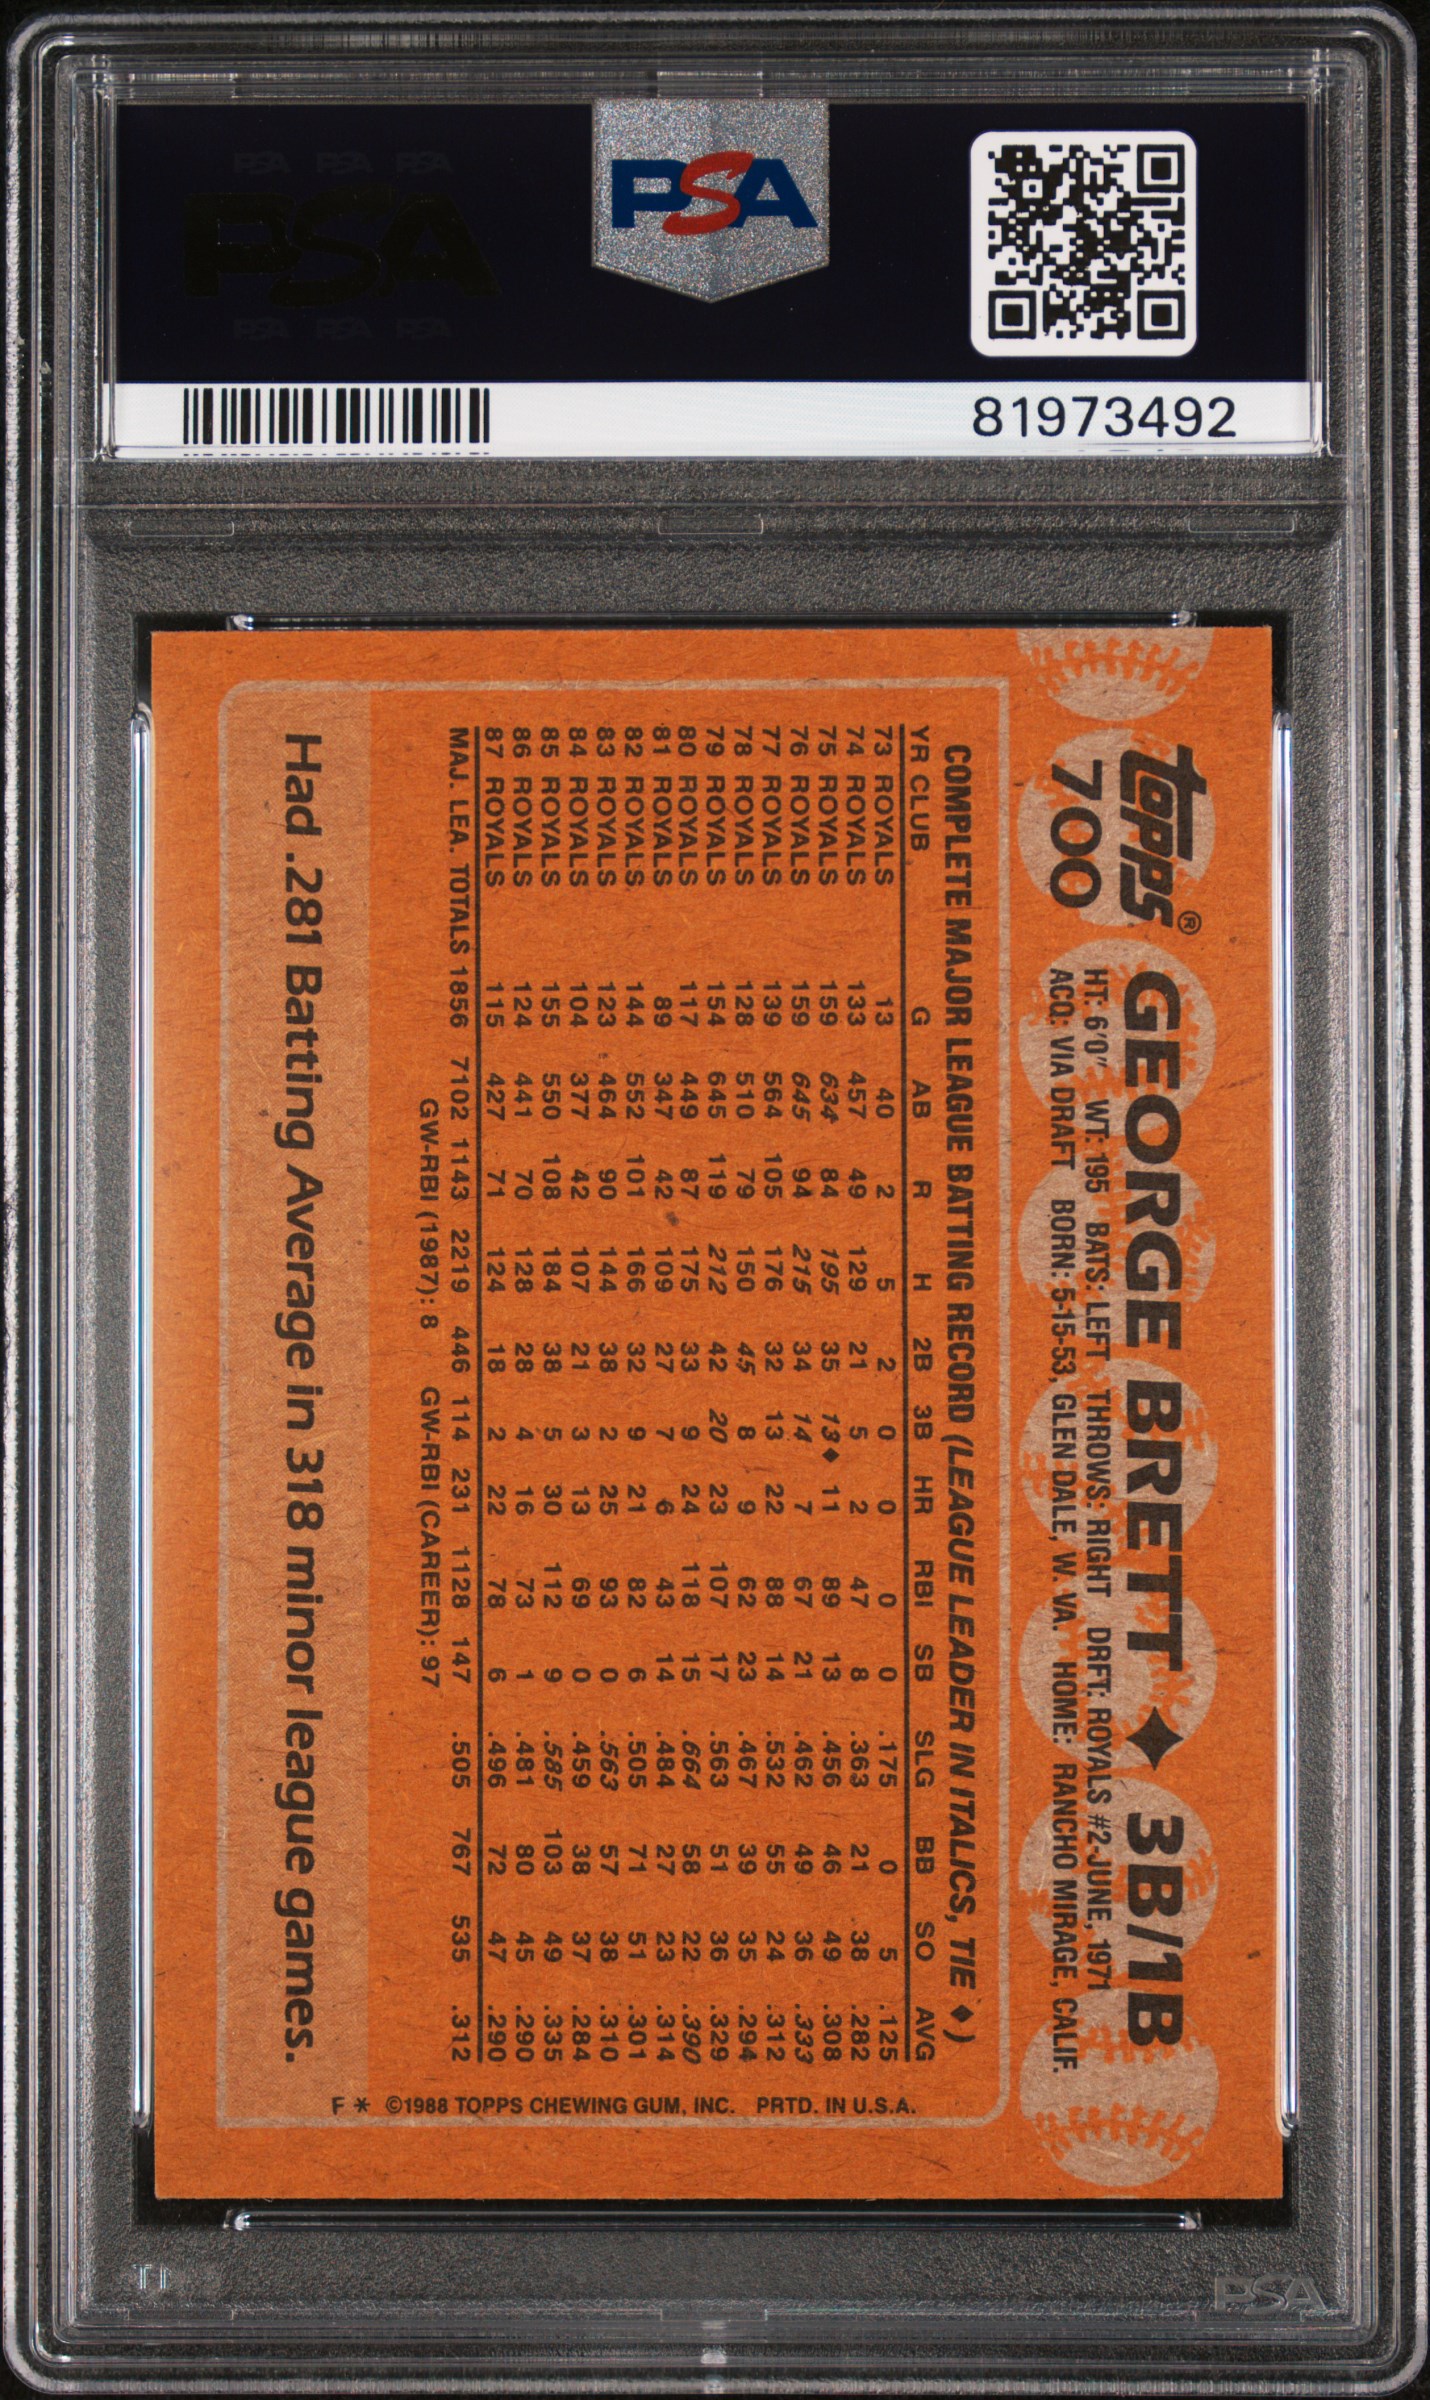 PSA PSA PSA
PSA
PSA PSA PSA
PSA
81973492
topps®
700
GEORGE BRETT ◆ 3B/1B
HT: 6'0" WT: 195 BATS: LEFT THROWS: RIGHT DRFT: ROYALS #2-JUNE, 1971
ACQ: VIA DRAFT BORN: 5-15-53, GLEN DALE, W. VA. HOME: RANCHO MIRAGE, CALIF.
COMPLETE MAJOR LEAGUE BATTING RECORD (LEAGUE LEADER IN ITALICS, TIE ◆)
YR CLUB G AB R H 2B 3B HR RBI SB SLG BB SO AVG
73 ROYALS 13 40 2 5 2 0 0 0 0 .175 0 5 .125
74 ROYALS 133 457 49 129 21 5 2 47 8 .363 21 38 .282
75 ROYALS 159 634 84 195 35 13◆ 11 89 13 .456 46 49 .308
76 ROYALS 159 645 94 215 34 14 7 67 21 .462 49 36 .333
77 ROYALS 139 564 105 176 32 13 22 88 14 .532 55 24 .312
78 ROYALS 128 510 79 150 45 8 9 62 23 .467 39 35 .294
79 ROYALS 154 645 119 212 42 20 23 107 17 .563 51 36 .329
80 ROYALS 117 449 87 175 33 9 24 118 15 .664 58 22 .390
81 ROYALS 89 347 42 109 27 7 6 43 14 .484 27 23 .314
82 ROYALS 144 552 101 166 32 9 21 82 6 .505 71 51 .301
83 ROYALS 123 464 90 144 38 2 25 93 0 .563 57 38 .310
84 ROYALS 104 377 42 107 21 3 13 69 0 .459 38 37 .284
85 ROYALS 155 550 108 184 38 5 30 112 9 .585 103 49 .335
86 ROYALS 124 441 70 128 28 4 16 73 1 .481 80 45 .290
87 ROYALS 115 427 71 124 18 2 22 78 6 .496 72 47 .290
MAJ. LEA. TOTALS 1856 7102 1143 2219 446 114 231 1128 147 .505 767 535 .312
GW-RBI (1987): 8 GW-RBI (CAREER): 97
Had .281 Batting Average in 318 minor league games.
F * ©1988 TOPPS CHEWING GUM, INC. PRTD. IN U.S.A.
PSA